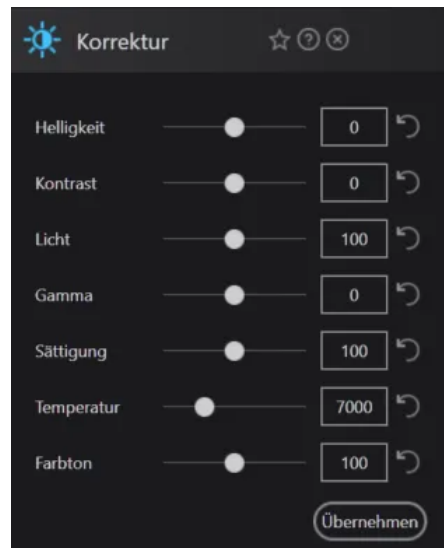 Korrektur
Helligkeit 0
Kontrast 0
Licht 100
Gamma 0
Sättigung 100
Temperatur 7000
Farbton 100
Übernehmen